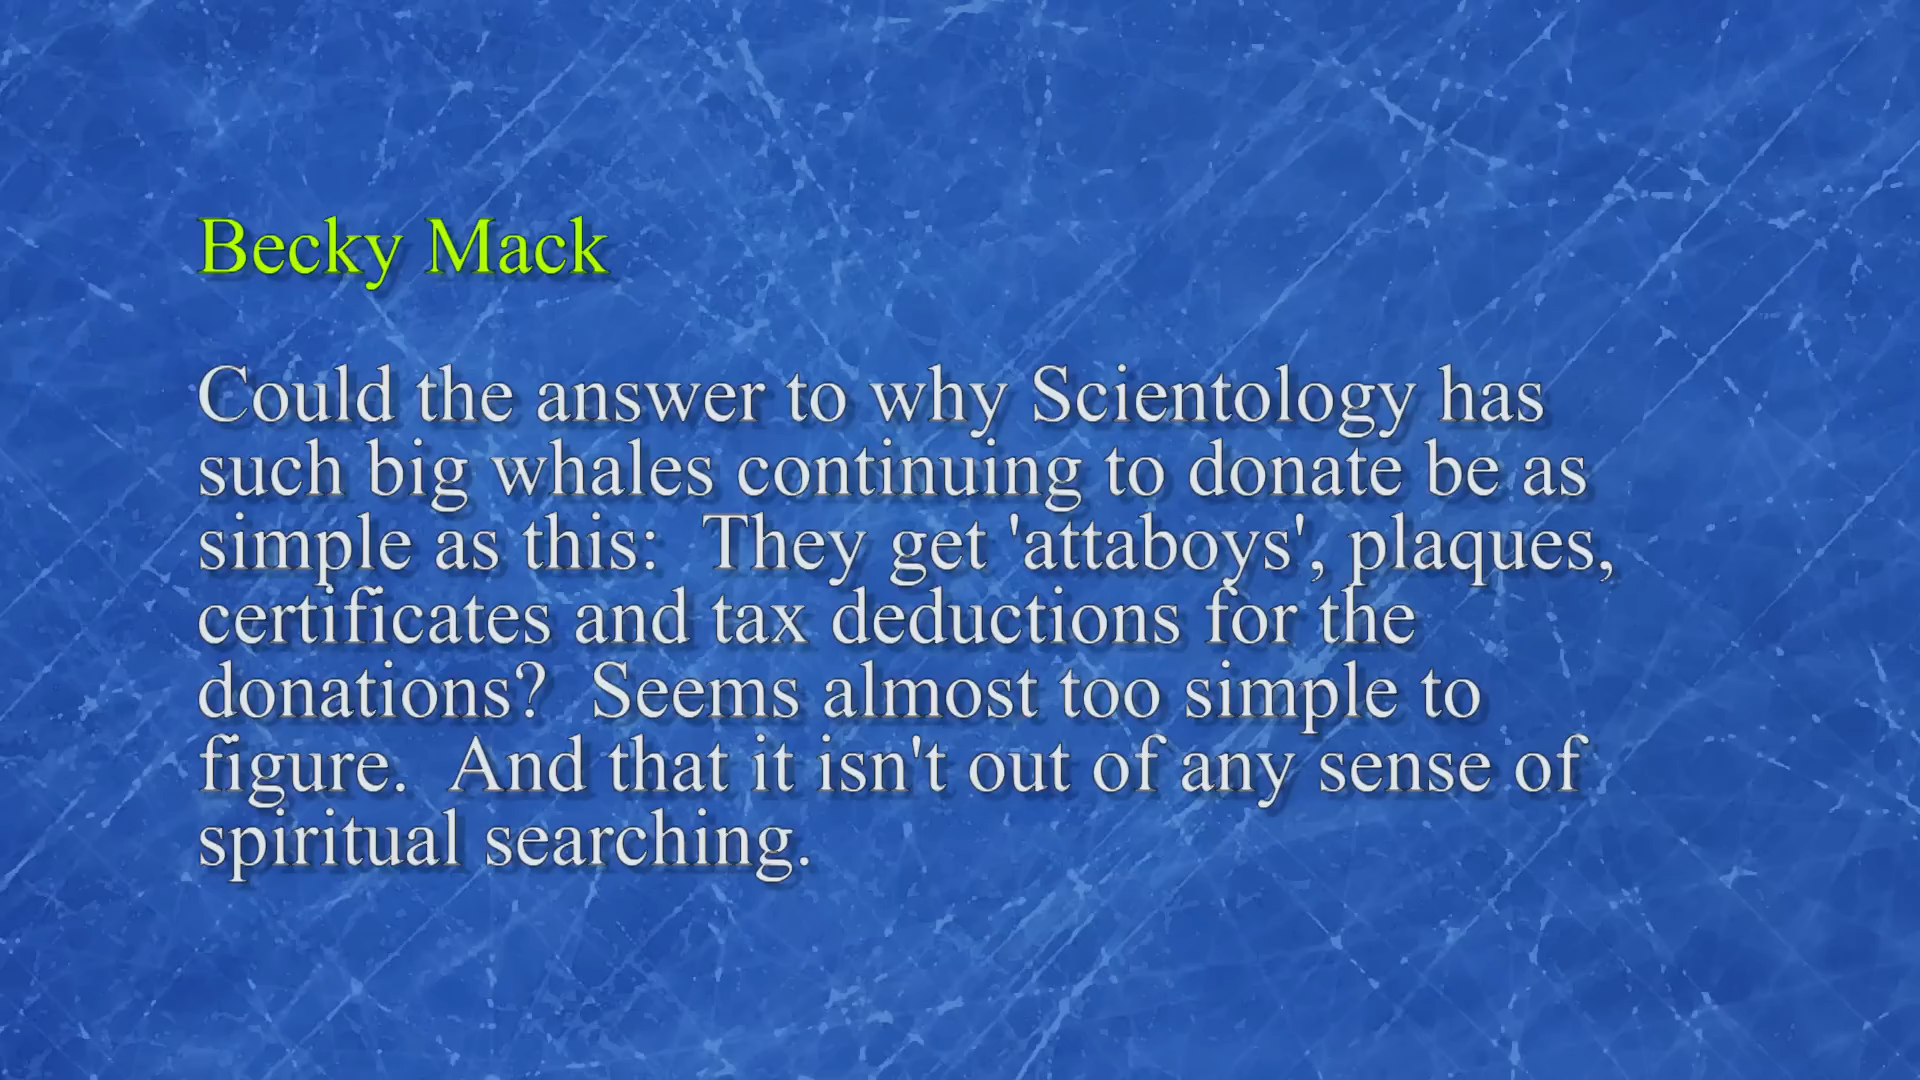 Becky Mack
Could the answer to why Scientology has
such big whales continuing to donate be as
simple as this:  They get 'attaboys', plaques,
certificates and tax deductions for the
donations?  Seems almost too simple to
figure.  And that it isn't out of any sense of
spiritual searching.